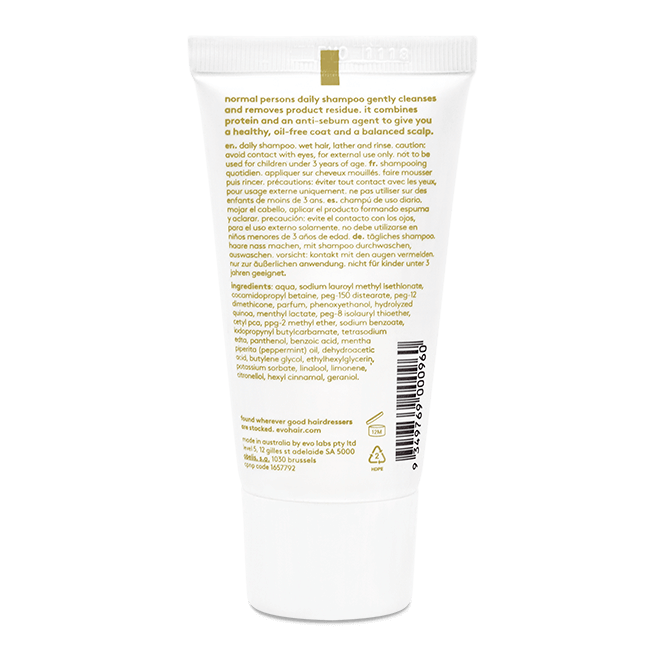 normal persons daily shampoo gently cleanses
and removes product residue. it combines
protein and an anti-sebum agent to give you
a healthy, oil-free coat and a balanced scalp.
en. daily shampoo. wet hair, lather and rinse. caution:
avoid contact with eyes, for external use only. not to be
used for children under 3 years of age. fr. shampooing
quotidien. appliquer sur cheveux mouillés. faire mousser
puis rincer. précautions: éviter tout contact avec les yeux,
pour usage externe uniquement. ne pas utiliser sur des
enfants de moins de 3 ans. es. champú de uso diario.
mojar el cabello, aplicar el producto formando espuma
y aclarar. precaución: evite el contacto con los ojos,
para el uso externo solamente. no debe utilizarse en
niños menores de 3 años de edad. de. tägliches shampoo.
haare nass machen, mit shampoo durchwaschen,
auswaschen. vorsicht: kontakt mit den augen vermeiden.
nur zur äußerlichen anwendung. nicht für kinder unter 3
jahren geeignet.
ingredients: aqua, sodium lauroyl methyl isethionate,
cocamidopropyl betaine, peg-150 distearate, peg-12
dimethicone, parfum, phenoxyethanol, hydrolyzed
quinoa, menthyl lactate, peg-8 isolauryl thioether,
cetyl pca, ppg-2 methyl ether, sodium benzoate,
iodopropynyl butylcarbamate, tetrasodium
edta, panthenol, benzoic acid, mentha
piperita (peppermint) oil, dehydroacetic
acid, butylene glycol, ethylhexylglycerin,
potassium sorbate, linalool, limonene,
citronellol, hexyl cinnamal, geraniol.
found wherever good hairdressers
are stocked. evohair.com
made in australia by evo labs pty ltd
level 5, 12 gilles st adelaide SA 5000
1030 brussels
cpnp code 1657792
12M
2
HDPE
9 349769 000960